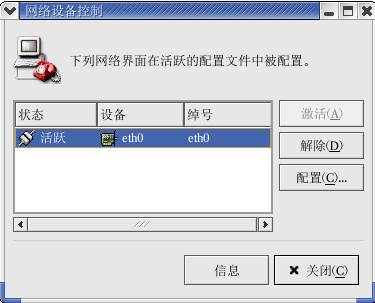 网络设备控制
下列网络界面在活跃的配置文件中被配置。
状态 设备 绰号
活跃 eth0 eth0
激活(A)
解除(D)
配置(C)...
信息
关闭(C)